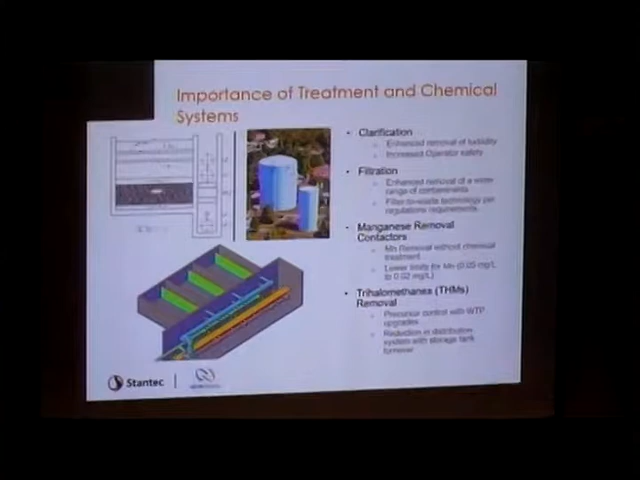 Importance of Treatment and Chemical
Systems
Clarification
Enhanced removal of turbidity
Increased Operator safety
Filtration
Enhanced removal of a wider
range of contaminants
Filter-to-waste technology per
regulations requirements
Manganese Removal
Contactors
Mn Removal without chemical
treatment
Lower limits for Mn (0.05 mg/L
to 0.02 mg/L)
Trihalomethanes (THMs)
Removal
Precursor control with WTP
upgrades
Reduction in distribution
system with storage tank
turnover
Stantec